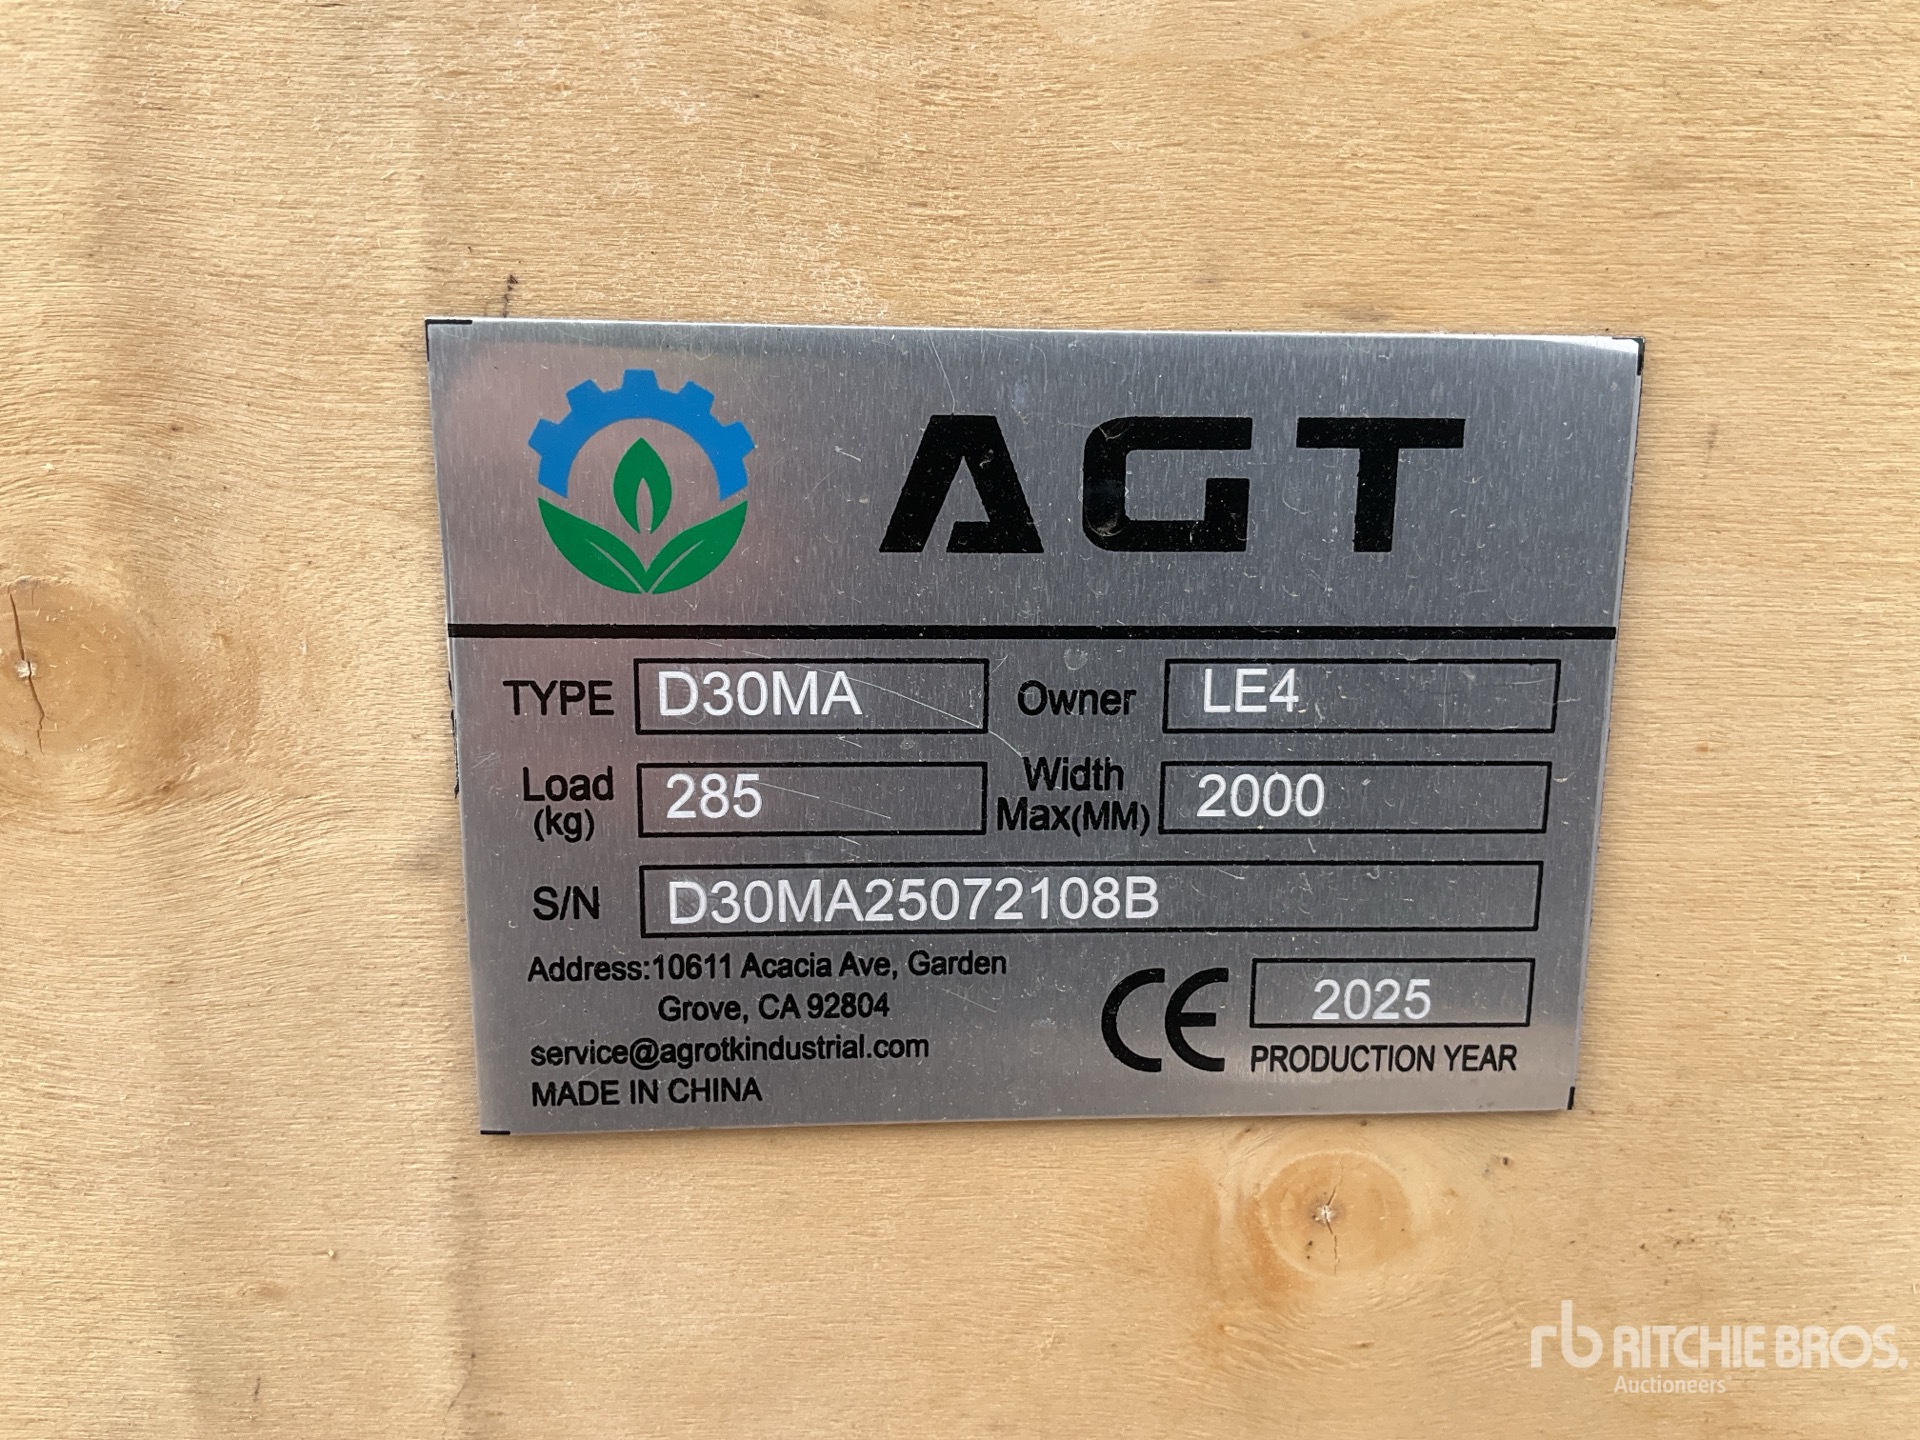 AGT
TYPE D30MA Owner LE4
Load (kg) 285 Width Max(MM) 2000
S/N D30MA25072108B
Address:10611 Acacia Ave, Garden
Grove, CA 92804
service@agrotkindustrial.com
MADE IN CHINA
CE 2025
PRODUCTION YEAR
rb RITCHIE BROS.
Auctioneers